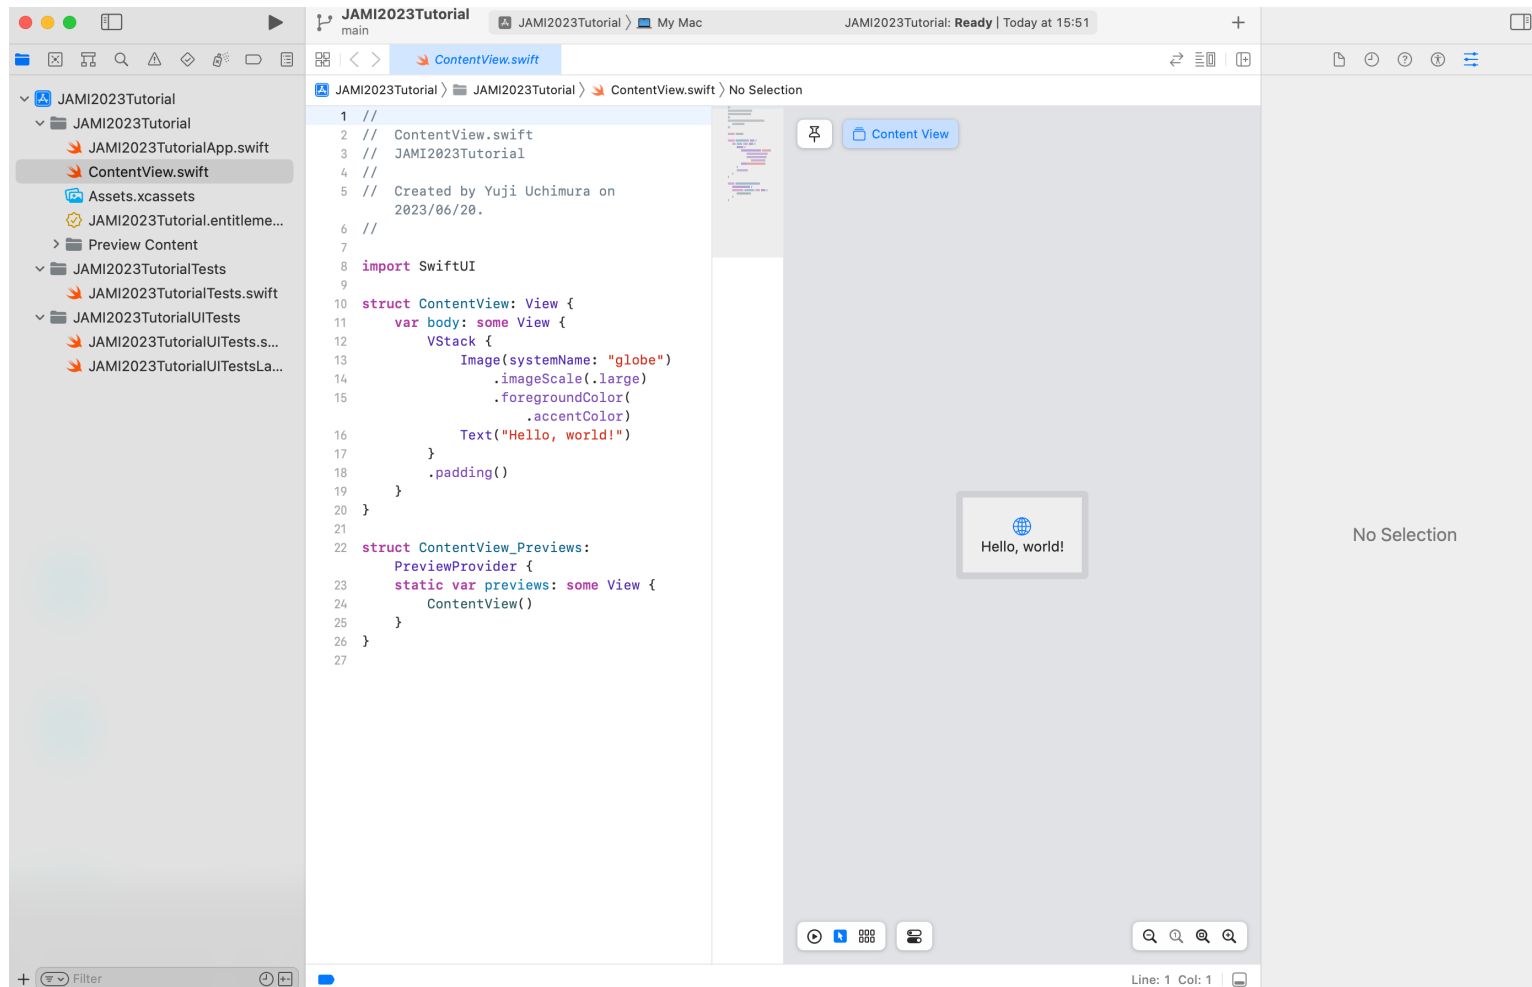 JAMI2023Tutorial
main
JAMI2023Tutorial
My Mac
JAMI2023Tutorial: Ready | Today at 15:51
ContentView.swift
JAMI2023Tutorial
JAMI2023Tutorial
ContentView.swift
No Selection
JAMI2023Tutorial
JAMI2023Tutorial
JAMI2023TutorialApp.swift
ContentView.swift
Assets.xcassets
JAMI2023Tutorial.entitleme...
Preview Content
JAMI2023TutorialTests
JAMI2023TutorialTests.swift
JAMI2023TutorialUITests
JAMI2023TutorialUITests.s...
JAMI2023TutorialUITestsLa...
Filter
1 //
2 //  ContentView.swift
3 //  JAMI2023Tutorial
4 //
5 //  Created by Yuji Uchimura on
2023/06/20.
6 //
7
8 import SwiftUI
9
10 struct ContentView: View {
11     var body: some View {
12         VStack {
13             Image(systemName: "globe")
14                 .imageScale(.large)
15                 .foregroundColor(
.accentColor)
16             Text("Hello, world!")
17         }
18         .padding()
19     }
20 }
21
22 struct ContentView_Previews:
PreviewProvider {
23     static var previews: some View {
24         ContentView()
25     }
26 }
27
Content View
Hello, world!
No Selection
Line: 1 Col: 1